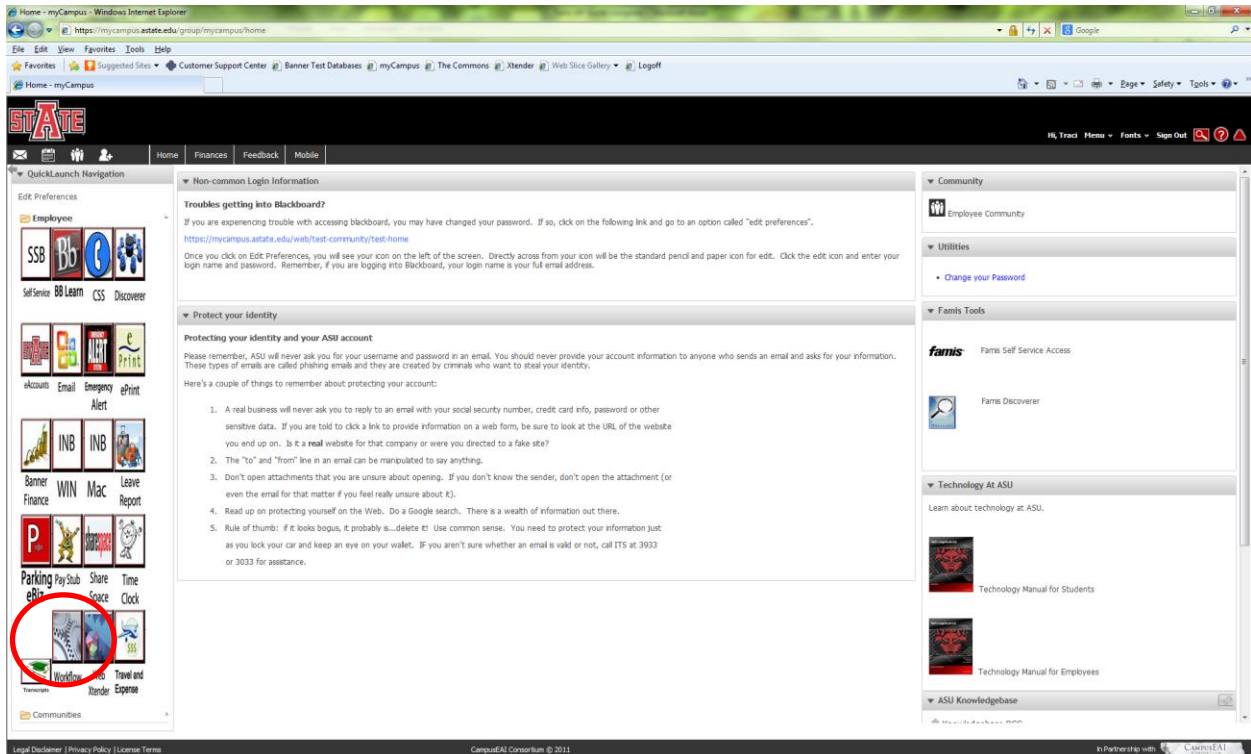 Home - myCampus - Windows Internet Explorer
https://mycampus.astate.edu/group/mycampus/home
Google
File Edit View Favorites Tools Help
Favorites Suggested Sites Customer Support Center Banner Test Databases myCampus The Commons Xtender Web Slice Gallery Logoff
Home - myCampus
Page Safety Tools
STATE
Hi, Traci Menu Fonts Sign Out
Home Finances Feedback Mobile
QuickLaunch Navigation
Edit Preferences
Employee
SSB Bb
Self Service BB Learn CSS Discoverer
STATE EMERGENCY ALERT e Print
eAccounts Email Emergency Alert ePrint
INB INB
Banner Finance WIN Mac Leave Report
P. sharespace
Parking eBiz Pay Stub Share Space Time Clock
SSS
Transcripts Workflow Web Xtender Travel and Expense
Communities
Non-common Login Information
Troubles getting into Blackboard?
If you are experiencing trouble with accessing blackboard, you may have changed your password. If so, click on the following link and go to an option called "edit preferences".
https://mycampus.astate.edu/web/test-community/test-home
Once you click on Edit Preferences, you will see your icon on the left of the screen. Directly across from your icon will be the standard pencil and paper icon for edit. Click the edit icon and enter your
login name and password. Remember, if you are logging into Blackboard, your login name is your full email address.
Protect your identity
Protecting your identity and your ASU account
Please remember, ASU will never ask you for your username and password in an email. You should never provide your account information to anyone who sends an email and asks for your information.
These types of emails are called phishing emails and they are created by criminals who want to steal your identity.
Here's a couple of things to remember about protecting your account:
1. A real business will never ask you to reply to an email with your social security number, credit card info, password or other
sensitive data. If you are told to click a link to provide information on a web form, be sure to look at the URL of the website
you end up on. Is it a real website for that company or were you directed to a fake site?
2. The "to" and "from" line in an email can be manipulated to say anything.
3. Don't open attachments that you are unsure about opening. If you don't know the sender, don't open the attachment (or
even the email for that matter if you feel really unsure about it).
4. Read up on protecting yourself on the Web. Do a Google search. There is a wealth of information out there.
5. Rule of thumb: if it looks bogus, it probably is...delete it! Use common sense. You need to protect your information just
as you lock your car and keep an eye on your wallet. IF you aren't sure whether an email is valid or not, call ITS at 3933
or 3033 for assistance.
Community
Employee Community
Utilities
Change your Password
Famis Tools
famis Famis Self Service Access
Famis Discoverer
Technology At ASU
Learn about technology at ASU.
Technology Manual for Students
Technology Manual for Employees
ASU Knowledgebase
Legal Disclaimer | Privacy Policy | License Terms
CampusEAI Consortium © 2011
In Partnership with CAMPUSEAI